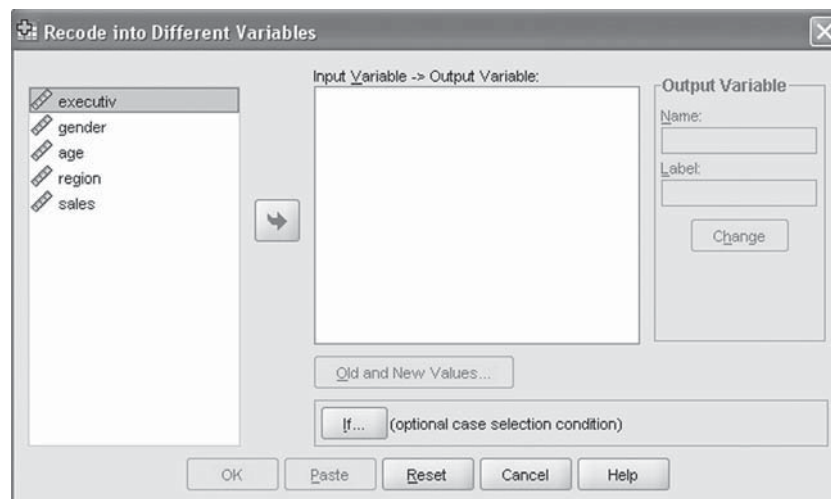 Recode into Different Variables
executiv
gender
age
region
sales
Input Variable -> Output Variable:
Output Variable
Name:
Label:
Change
Old and New Values...
If... (optional case selection condition)
OK Paste Reset Cancel Help